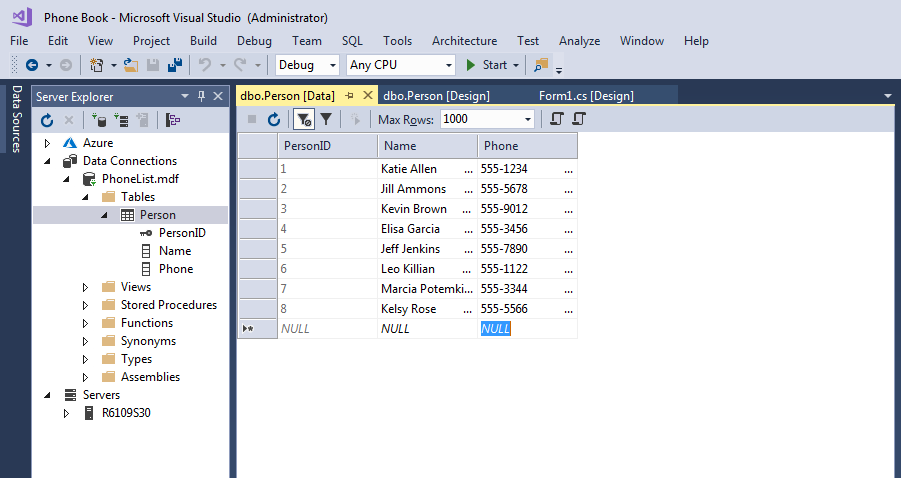 Phone Book - Microsoft Visual Studio (Administrator)
File Edit View Project Build Debug Team SQL Tools Architecture Test Analyze Window Help
Debug Any CPU Start
Data Sources
Server Explorer
Azure
Data Connections
PhoneList.mdf
Tables
Person
PersonID
Name
Phone
Views
Stored Procedures
Functions
Synonyms
Types
Assemblies
Servers
R6109S30
dbo.Person [Data] dbo.Person [Design] Form1.cs [Design]
Max Rows: 1000
PersonID Name Phone
1 Katie Allen ... 555-1234 ...
2 Jill Ammons ... 555-5678 ...
3 Kevin Brown ... 555-9012 ...
4 Elisa Garcia ... 555-3456 ...
5 Jeff Jenkins ... 555-7890 ...
6 Leo Killian ... 555-1122 ...
7 Marcia Potemki... 555-3344 ...
8 Kelsy Rose ... 555-5566 ...
NULL NULL NULL